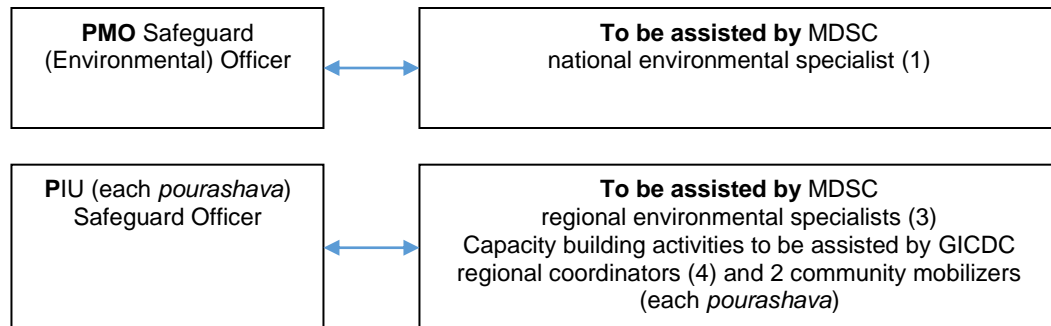 PMO Safeguard
(Environmental) Officer
To be assisted by MDSC
national environmental specialist (1)
PIU (each pourashava)
Safeguard Officer
To be assisted by MDSC
regional environmental specialists (3)
Capacity building activities to be assisted by GICDC
regional coordinators (4) and 2 community mobilizers
(each pourashava)